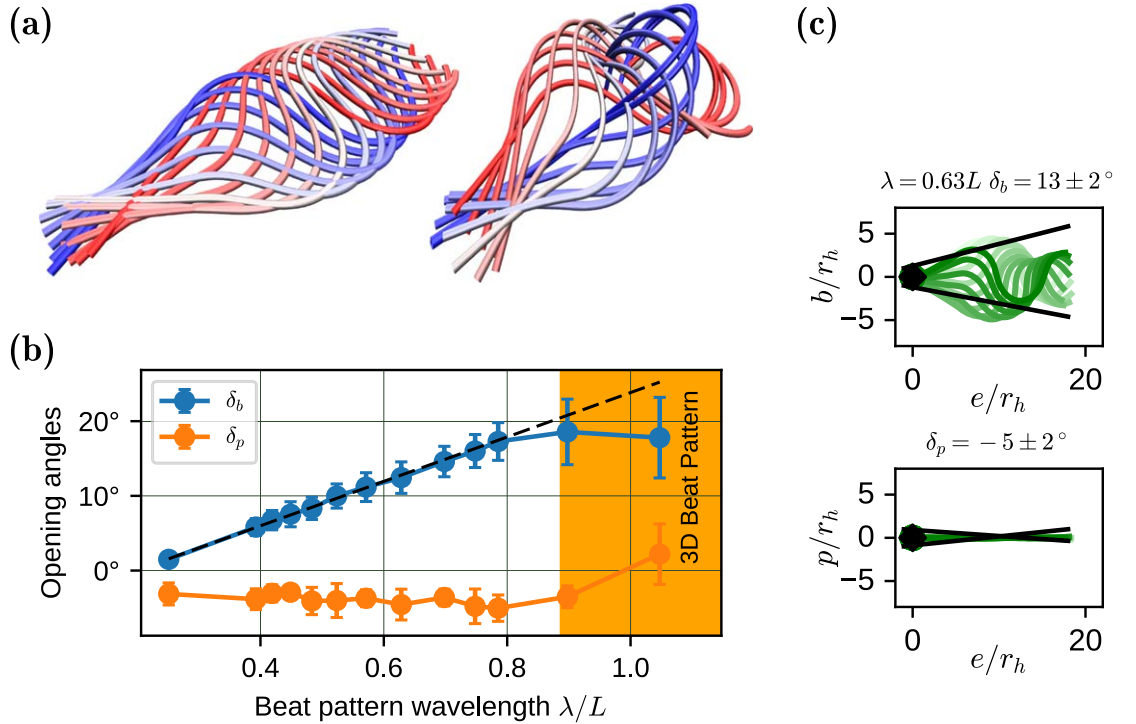 (a)
(c)
λ = 0.63L δ_b = 13 ± 2°
5
0
−5
b/r_h
0
20
e/r_h
δ_p = − 5 ± 2°
5
0
−5
p/r_h
0
20
e/r_h
(b)
δ_b
δ_p
20°
10°
0°
Opening angles
3D Beat Pattern
0.4
0.6
0.8
1.0
Beat pattern wavelength λ/L